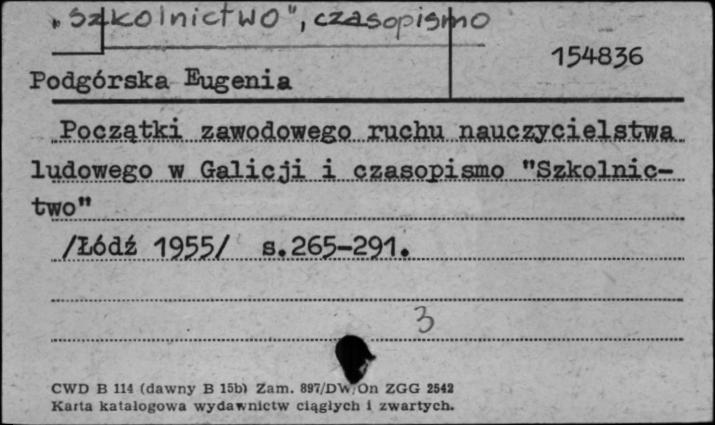 „Szkolnictwo", czasopismo
154836
Podgórska Eugenia
Początki zawodowego ruchu nauczycielstwa
ludowego w Galicji i czasopismo "Szkolnic-
two"
/Łódź 1955/ s.265-291.
3
CWD B 114 (dawny B 15b) Zam. 897/DW/On ZGG 2542
Karta katalogowa wydawnictw ciągłych i zwartych.